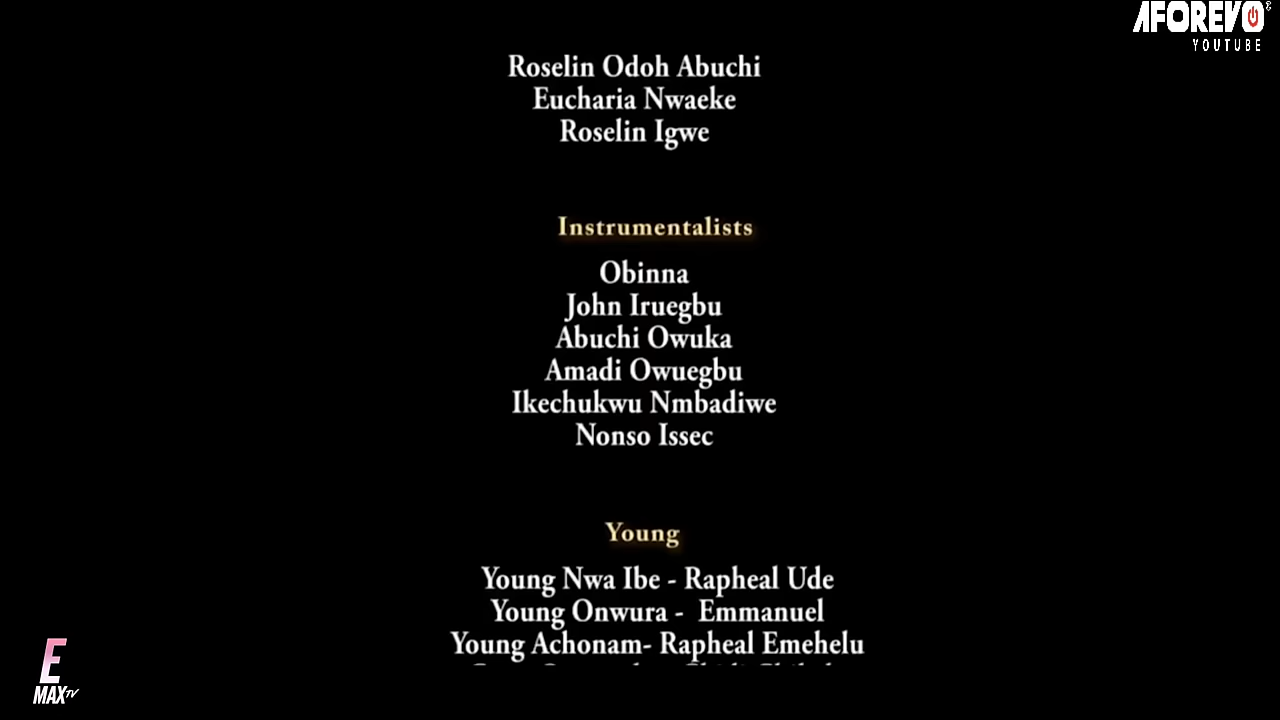 AFOREVO
YOUTUBE
Roselin Odoh Abuchi
Eucharia Nwaeke
Roselin Igwe
Instrumentalists
Obinna
John Iruegbu
Abuchi Owuka
Amadi Owuegbu
Ikechukwu Nmbadiwe
Nonso Issec
Young
Young Nwa Ibe - Rapheal Ude
Young Onwura - Emmanuel
Young Achonam- Rapheal Emehelu
E
MAX TV